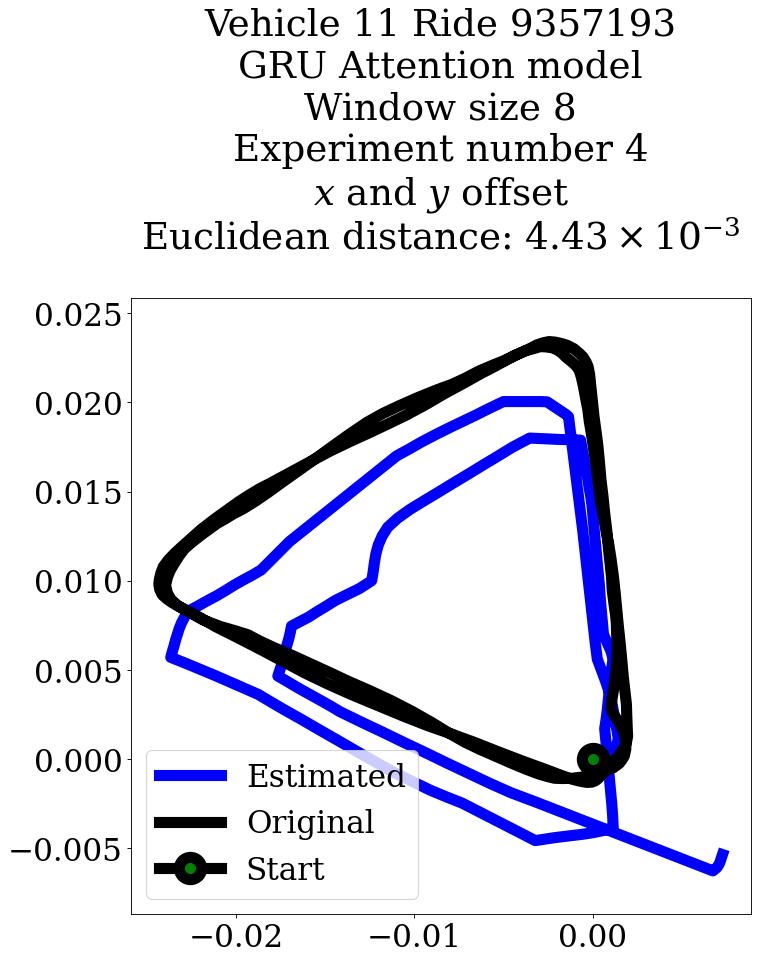 Vehicle 11 Ride 9357193
GRU Attention model
Window size 8
Experiment number 4
x and y offset
Euclidean distance: 4.43 × 10⁻³
0.025
0.020
0.015
0.010
0.005
0.000
−0.005
Estimated
Original
Start
−0.02
−0.01
0.00